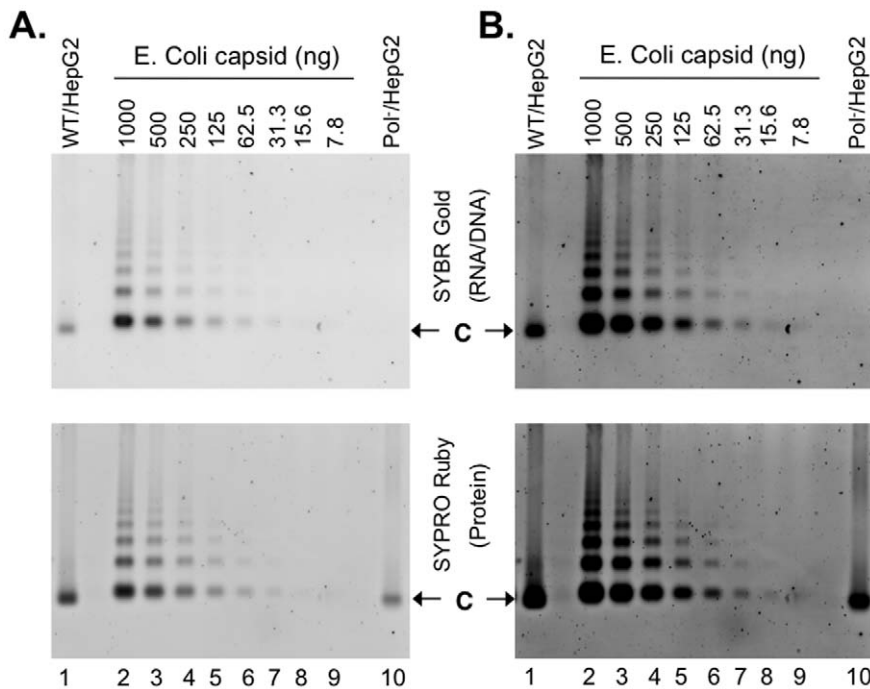 A.
B.
E. Coli capsid (ng)
E. Coli capsid (ng)
WT/HepG2
1000
500
250
125
62.5
31.3
15.6
7.8
Pol-/HepG2
WT/HepG2
1000
500
250
125
62.5
31.3
15.6
7.8
Pol-/HepG2
SYBR Gold
(RNA/DNA)
C
SYPRO Ruby
(Protein)
C
1 2 3 4 5 6 7 8 9 10
1 2 3 4 5 6 7 8 9 10